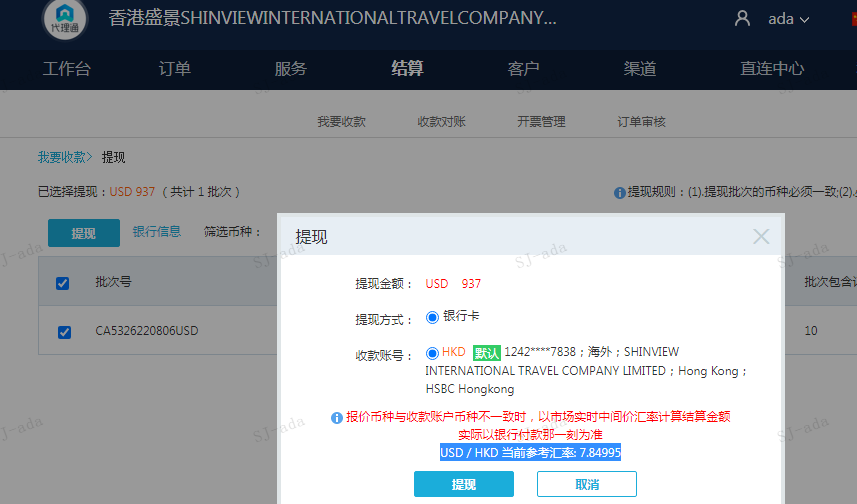 代理通
香港盛景SHINVIEWINTERNATIONALTRAVELCOMPANY...
ada
工作台 订单 服务 结算 客户 渠道 直连中心
我要收款 收款对账 开票管理 订单审核
我要收款> 提现
已选择提现：USD 937 （ 共计 1 批次 ）
提现规则：(1).提现批次的币种必须一致;(2).
提现 银行信息 筛选币种：
批次号
批次包含
CA5326220806USD
10
提现
提现金额： USD 937
提现方式： 银行卡
收款账号： HKD 默认 1242****7838；海外；SHINVIEW
INTERNATIONAL TRAVEL COMPANY LIMITED；Hong Kong；
HSBC Hongkong
报价币种与收款账户币种不一致时，以市场实时中间价汇率计算结算金额
实际以银行付款那一刻为准
USD / HKD 当前参考汇率: 7.84995
提现 取消
SJ-ada
SJ-ada
SJ-ada
SJ-ada
SJ-ada
SJ-ada